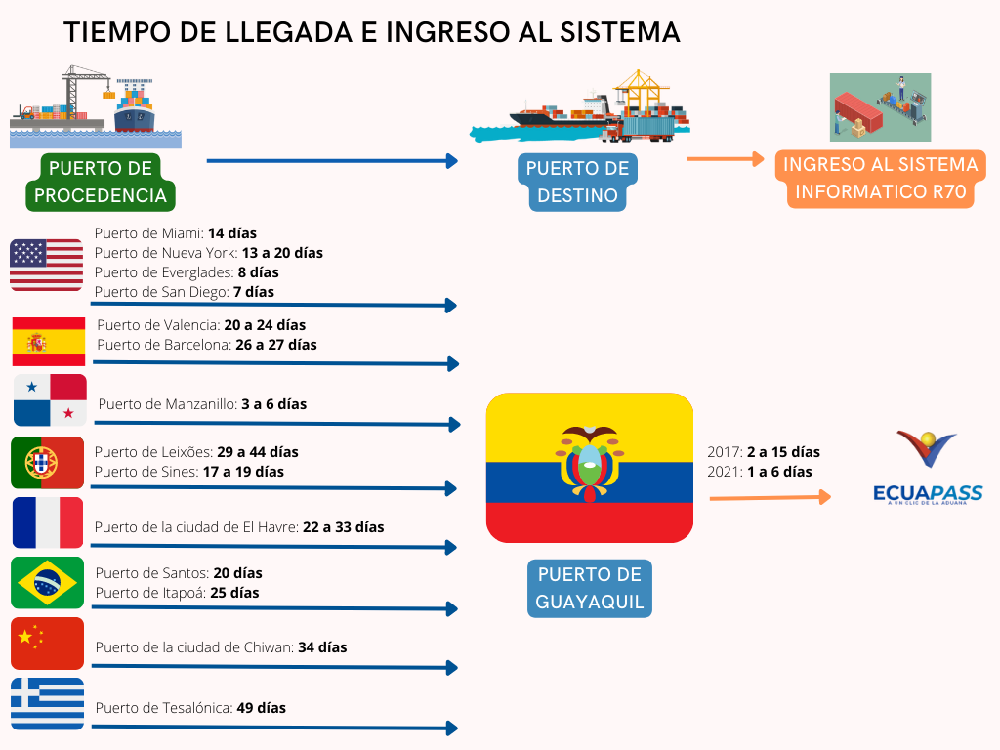 TIEMPO DE LLEGADA E INGRESO AL SISTEMA
PUERTO DE
PROCEDENCIA
PUERTO DE
DESTINO
INGRESO AL SISTEMA
INFORMATICO R70
Puerto de Miami: 14 días
Puerto de Nueva York: 13 a 20 días
Puerto de Everglades: 8 días
Puerto de San Diego: 7 días
Puerto de Valencia: 20 a 24 días
Puerto de Barcelona: 26 a 27 días
Puerto de Manzanillo: 3 a 6 días
Puerto de Leixões: 29 a 44 días
Puerto de Sines: 17 a 19 días
Puerto de la ciudad de El Havre: 22 a 33 días
Puerto de Santos: 20 días
Puerto de Itapoá: 25 días
Puerto de la ciudad de Chiwan: 34 días
Puerto de Tesalónica: 49 días
PUERTO DE
GUAYAQUIL
2017: 2 a 15 días
2021: 1 a 6 días
ECUAPASS
A UN CLIC DE LA ADUANA